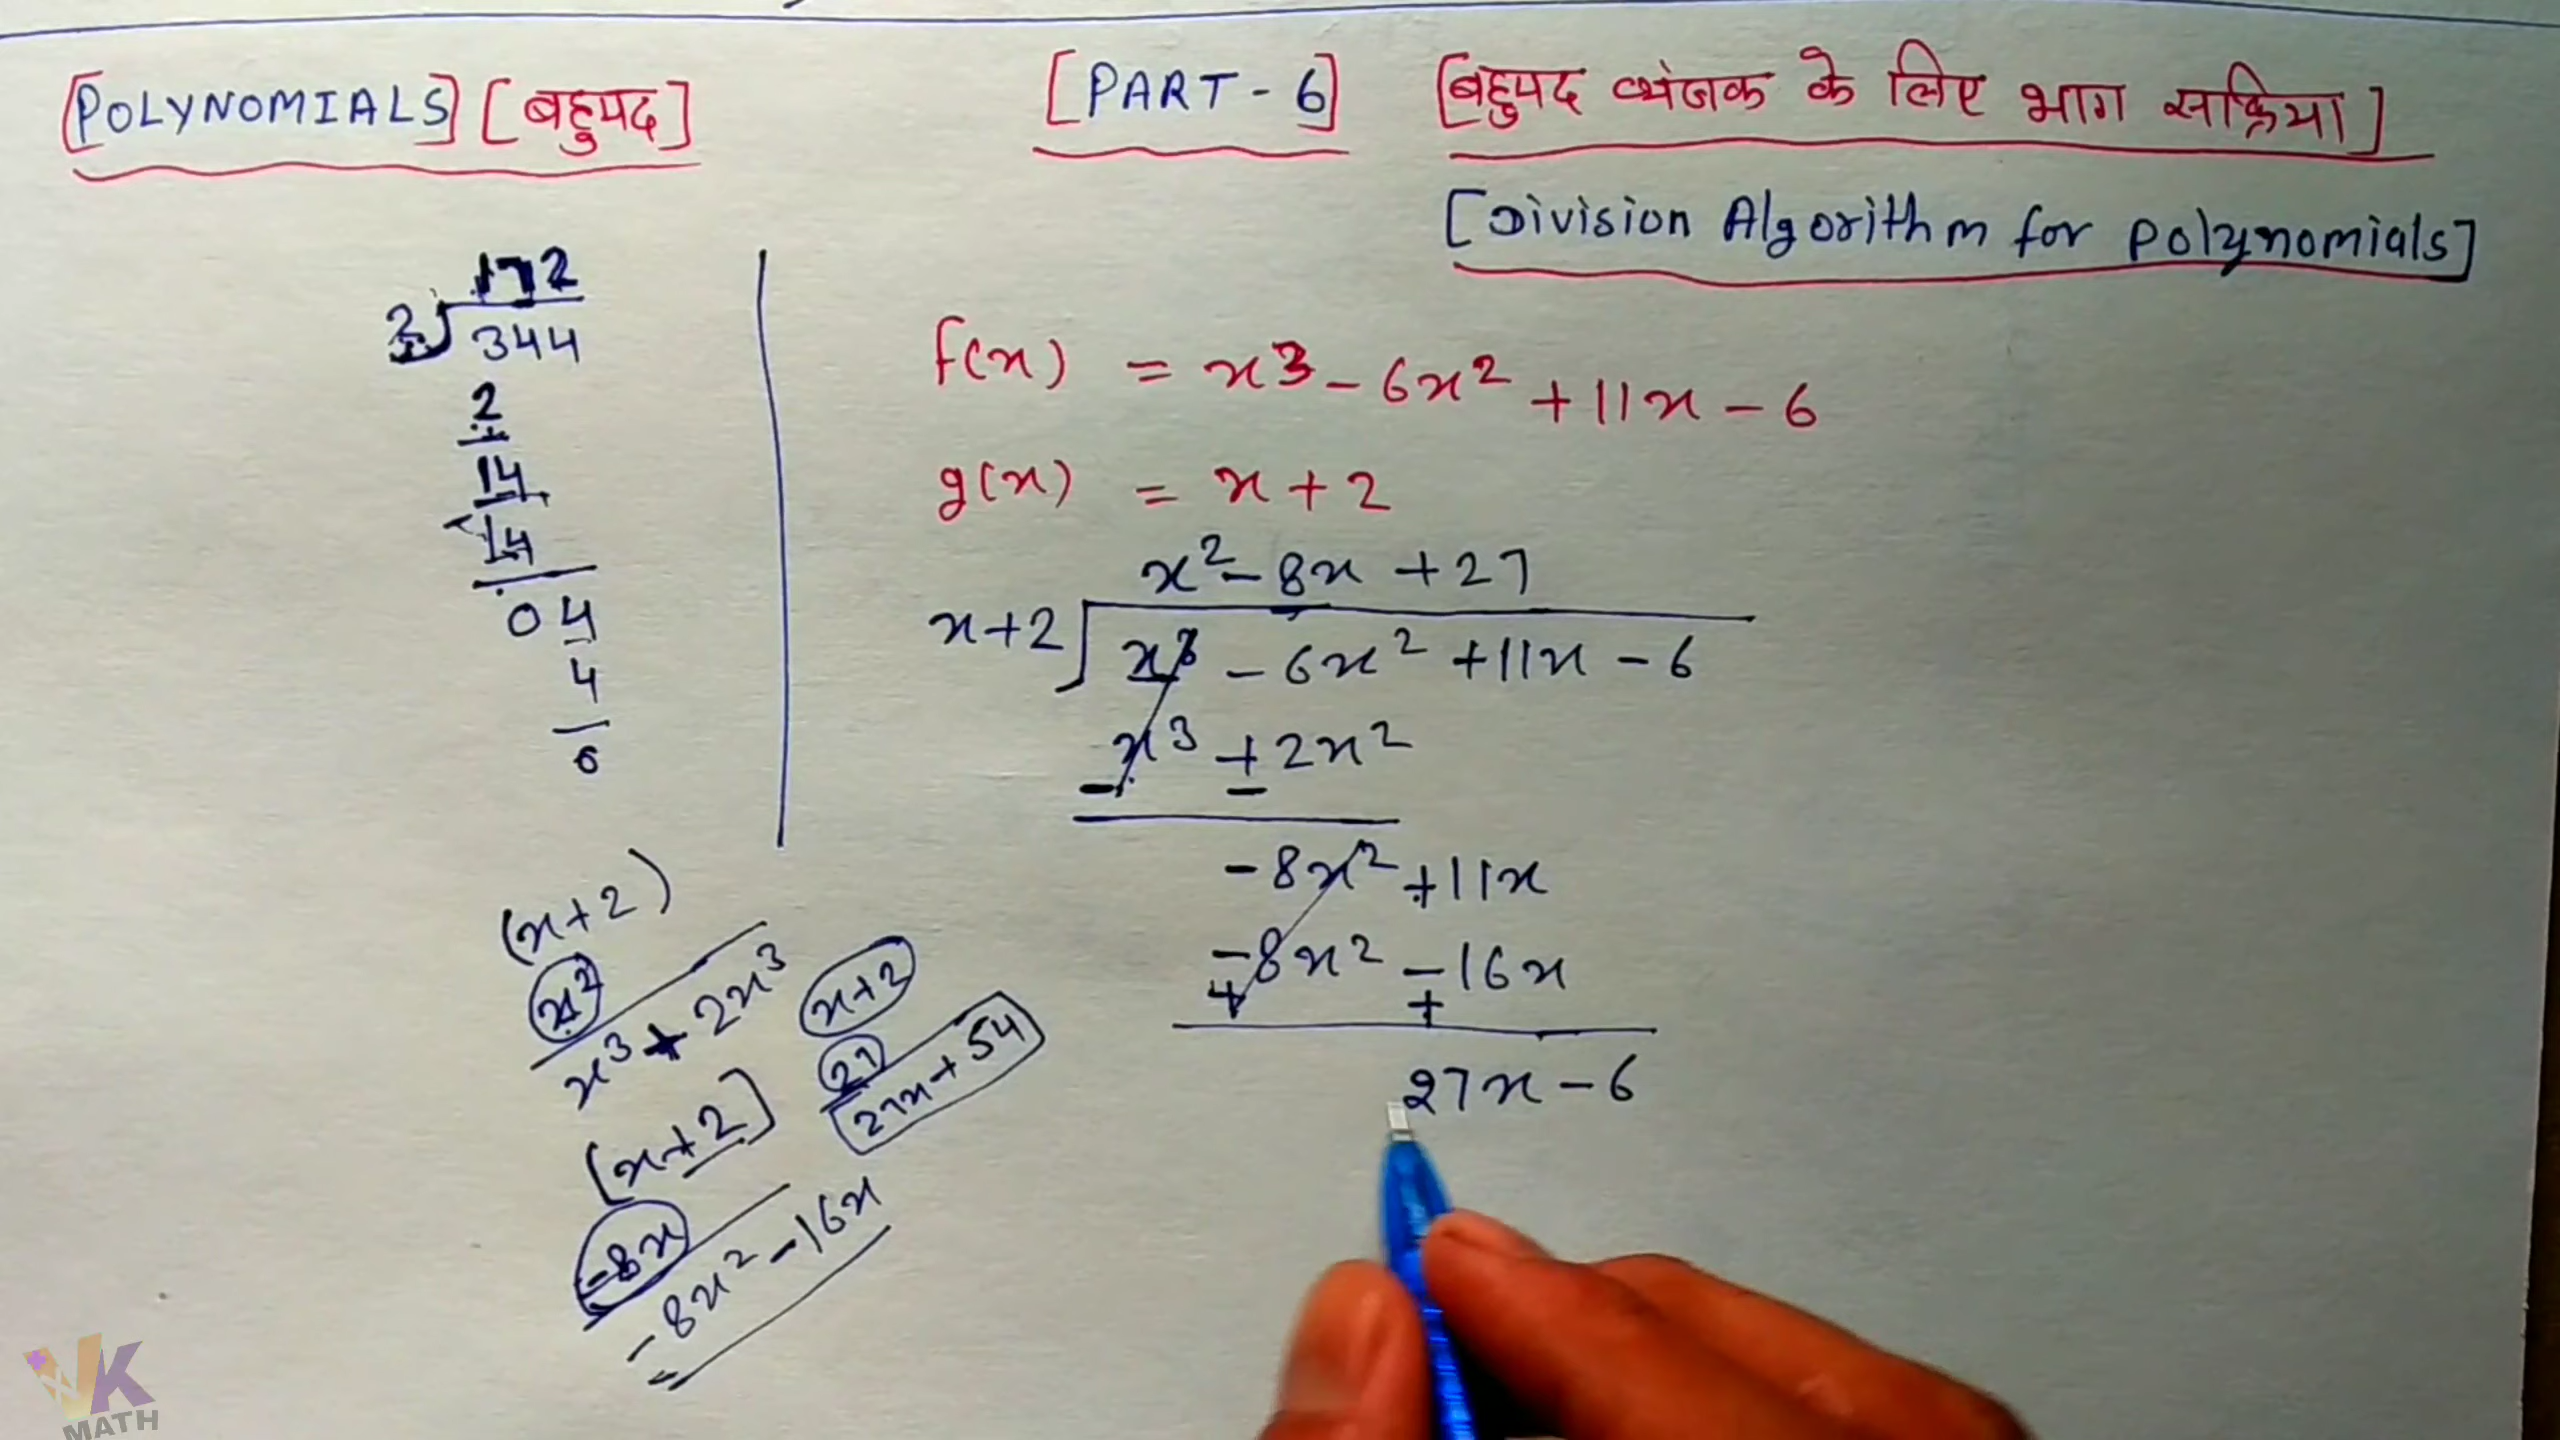 [POLYNOMIALS] [बहुपद]
[PART - 6]
[बहुपद व्यंजक के लिए भाग सक्रिया]
[Division Algorithm for polynomials]
172
2 344
2
14
14
04
4
0
f(x) = x³ - 6x² + 11x - 6
g(x) = x + 2
x² - 8x + 27
x+2 x³ - 6x² + 11x - 6
x³ + 2x²
- -
-8x² + 11x
-8x² - 16x
+ +
27x - 6
(x+2)
x²
x³ + 2x³
[x+2]
-8x
-8x² - 16x
x+2
27
27x + 54
VK
MATH